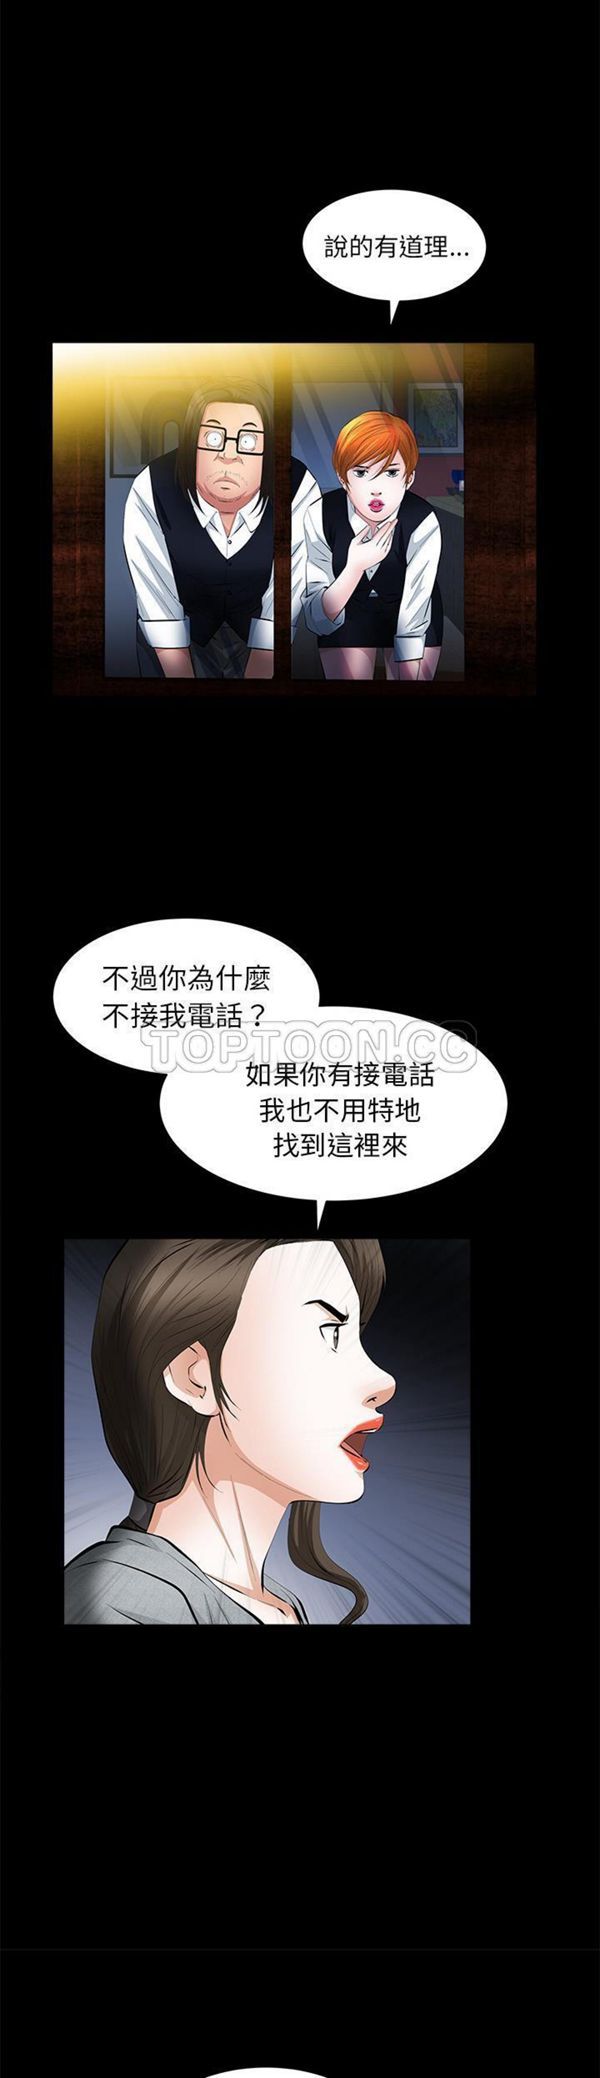 說的有道理...
不過你為什麼
不接我電話？
TOPTOON.CC
如果你有接電話
我也不用特地
找到這裡來